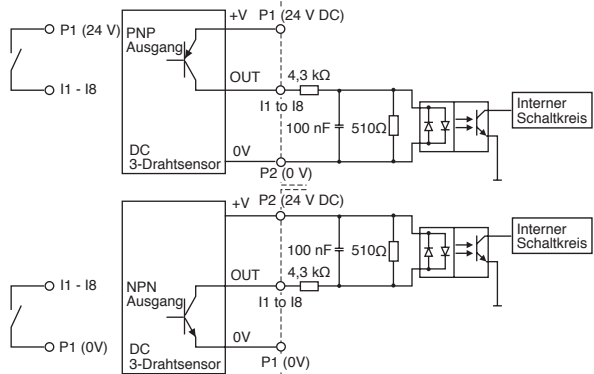 P1 (24 V)
I1 - I8
PNP
Ausgang
DC
3-Drahtsensor
+V
OUT
0V
P1 (24 V DC)
4,3 kΩ
I1 to I8
100 nF
510Ω
P2 (0 V)
Interner
Schaltkreis
I1 - I8
P1 (0V)
NPN
Ausgang
DC
3-Drahtsensor
+V
OUT
0V
P2 (24 V DC)
100 nF
510Ω
4,3 kΩ
I1 to I8
P1 (0V)
Interner
Schaltkreis